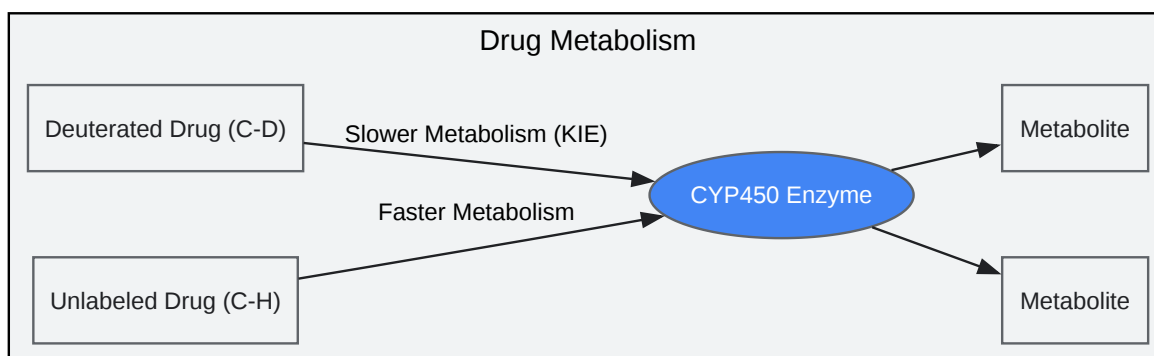 Drug Metabolism
Deuterated Drug (C-D)
Slower Metabolism (KIE)
Metabolite
CYP450 Enzyme
Faster Metabolism
Unlabeled Drug (C-H)
Metabolite